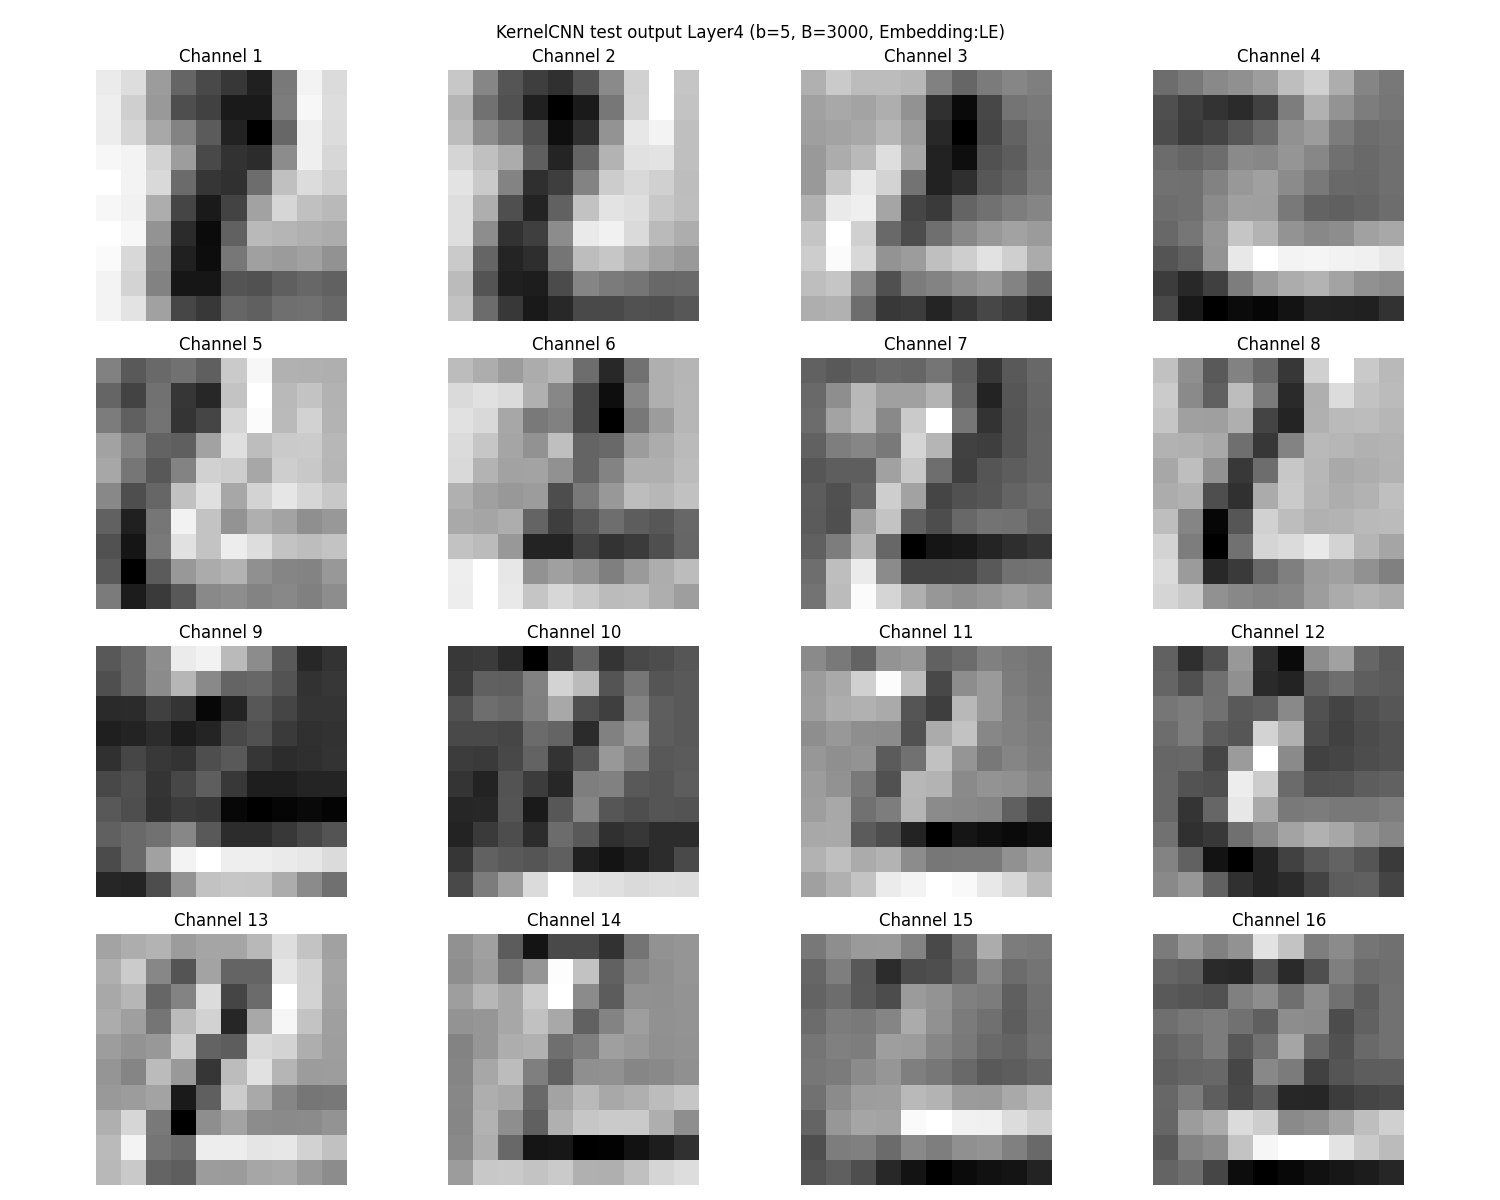 KernelCNN test output Layer4 (b=5, B=3000, Embedding:LE)
Channel 1
Channel 2
Channel 3
Channel 4
Channel 5
Channel 6
Channel 7
Channel 8
Channel 9
Channel 10
Channel 11
Channel 12
Channel 13
Channel 14
Channel 15
Channel 16